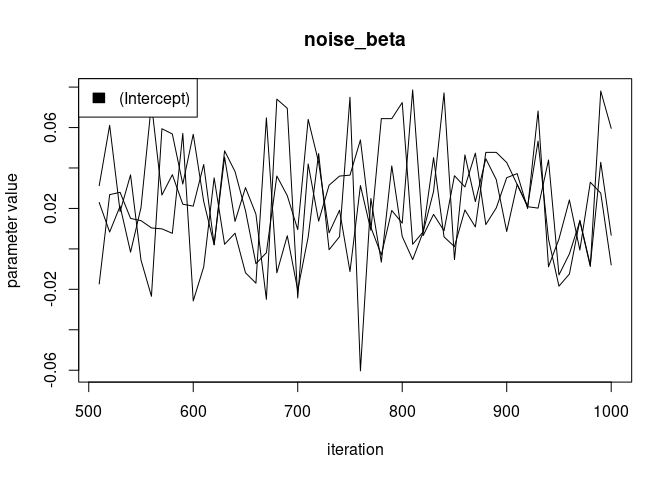 noise_beta
(Intercept)
parameter value
0.06
0.02
-0.02
-0.06
500 600 700 800 900 1000
iteration